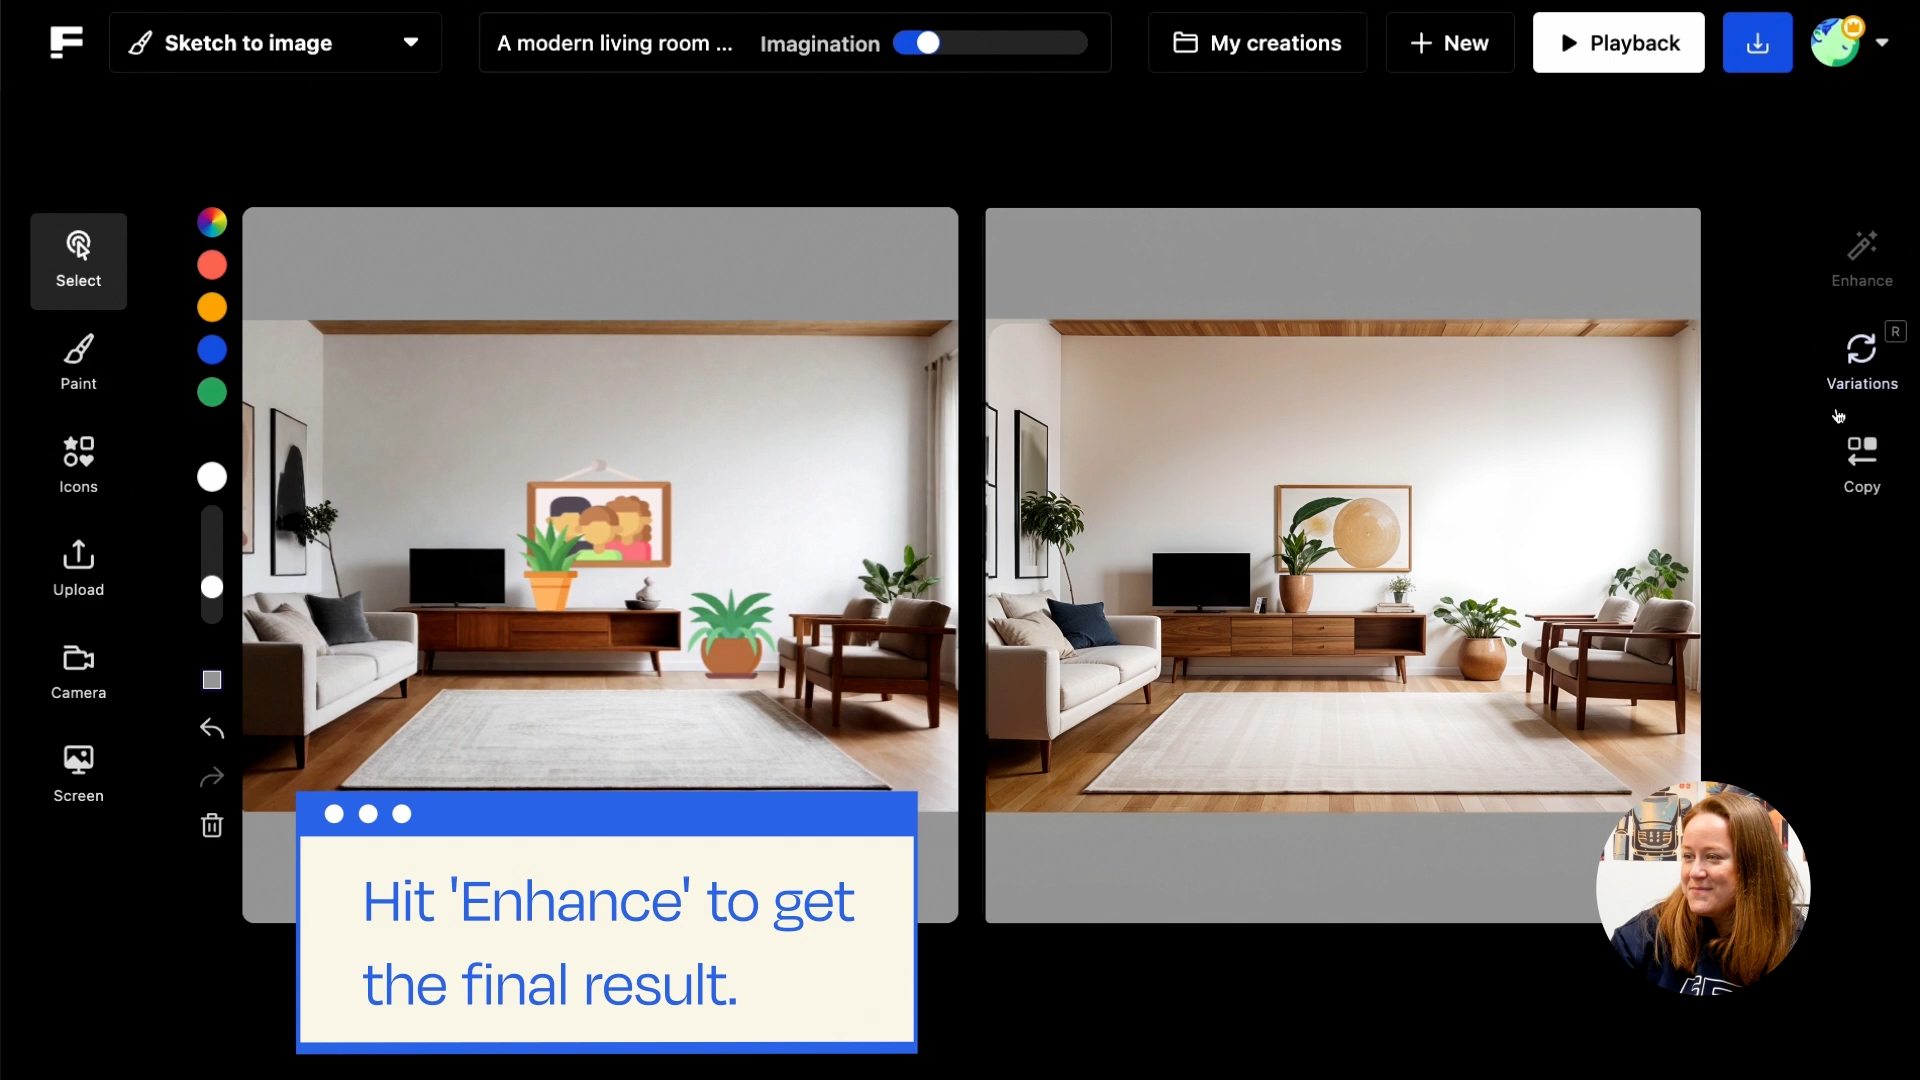 Sketch to image
A modern living room ...
Imagination
My creations
New
Playback
Select
Paint
Icons
Upload
Camera
Screen
Enhance
R
Variations
Copy
Hit 'Enhance' to get
the final result.